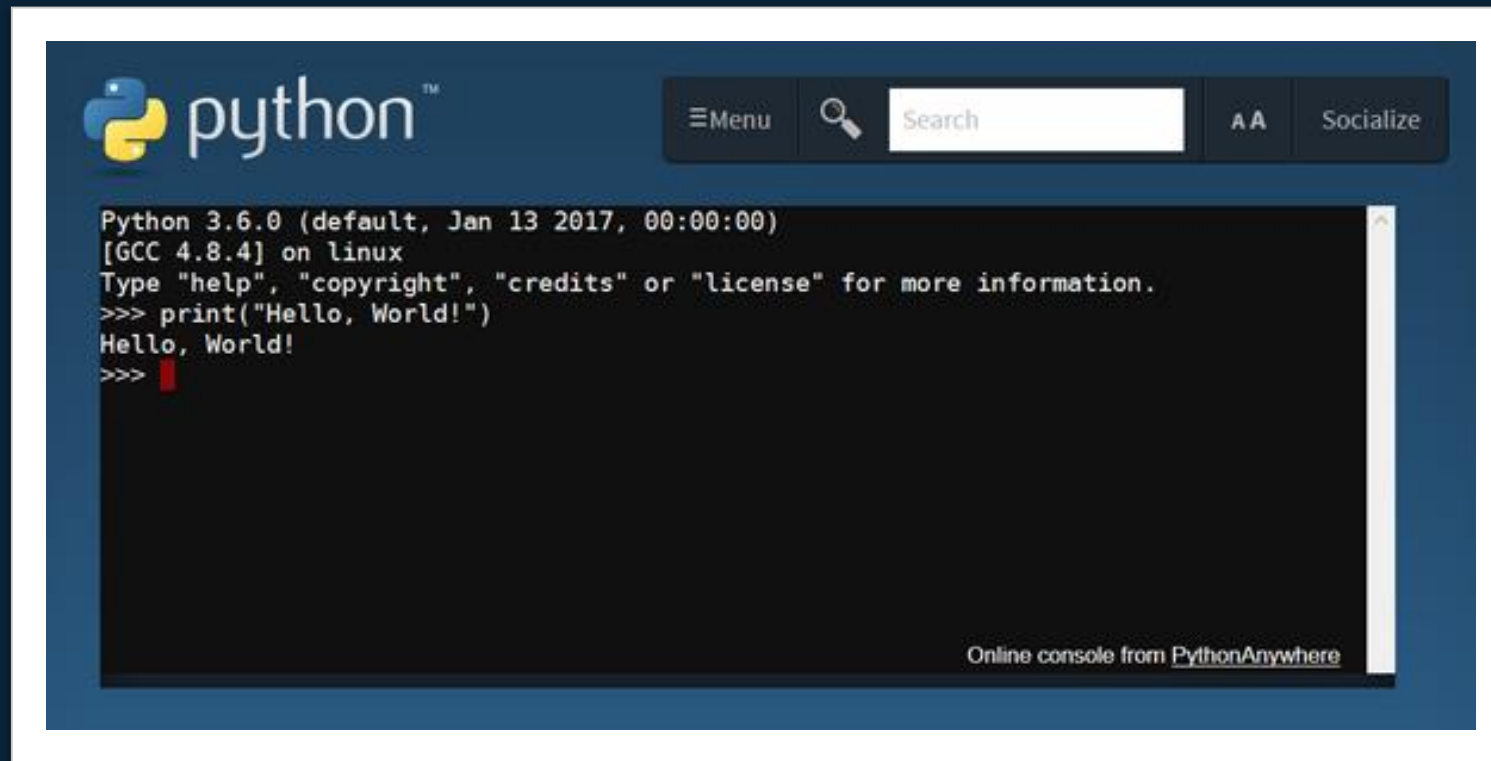 python™
≡Menu
Search
A A
Socialize
Python 3.6.0 (default, Jan 13 2017, 00:00:00)
[GCC 4.8.4] on linux
Type "help", "copyright", "credits" or "license" for more information.
>>> print("Hello, World!")
Hello, World!
>>>
Online console from PythonAnywhere